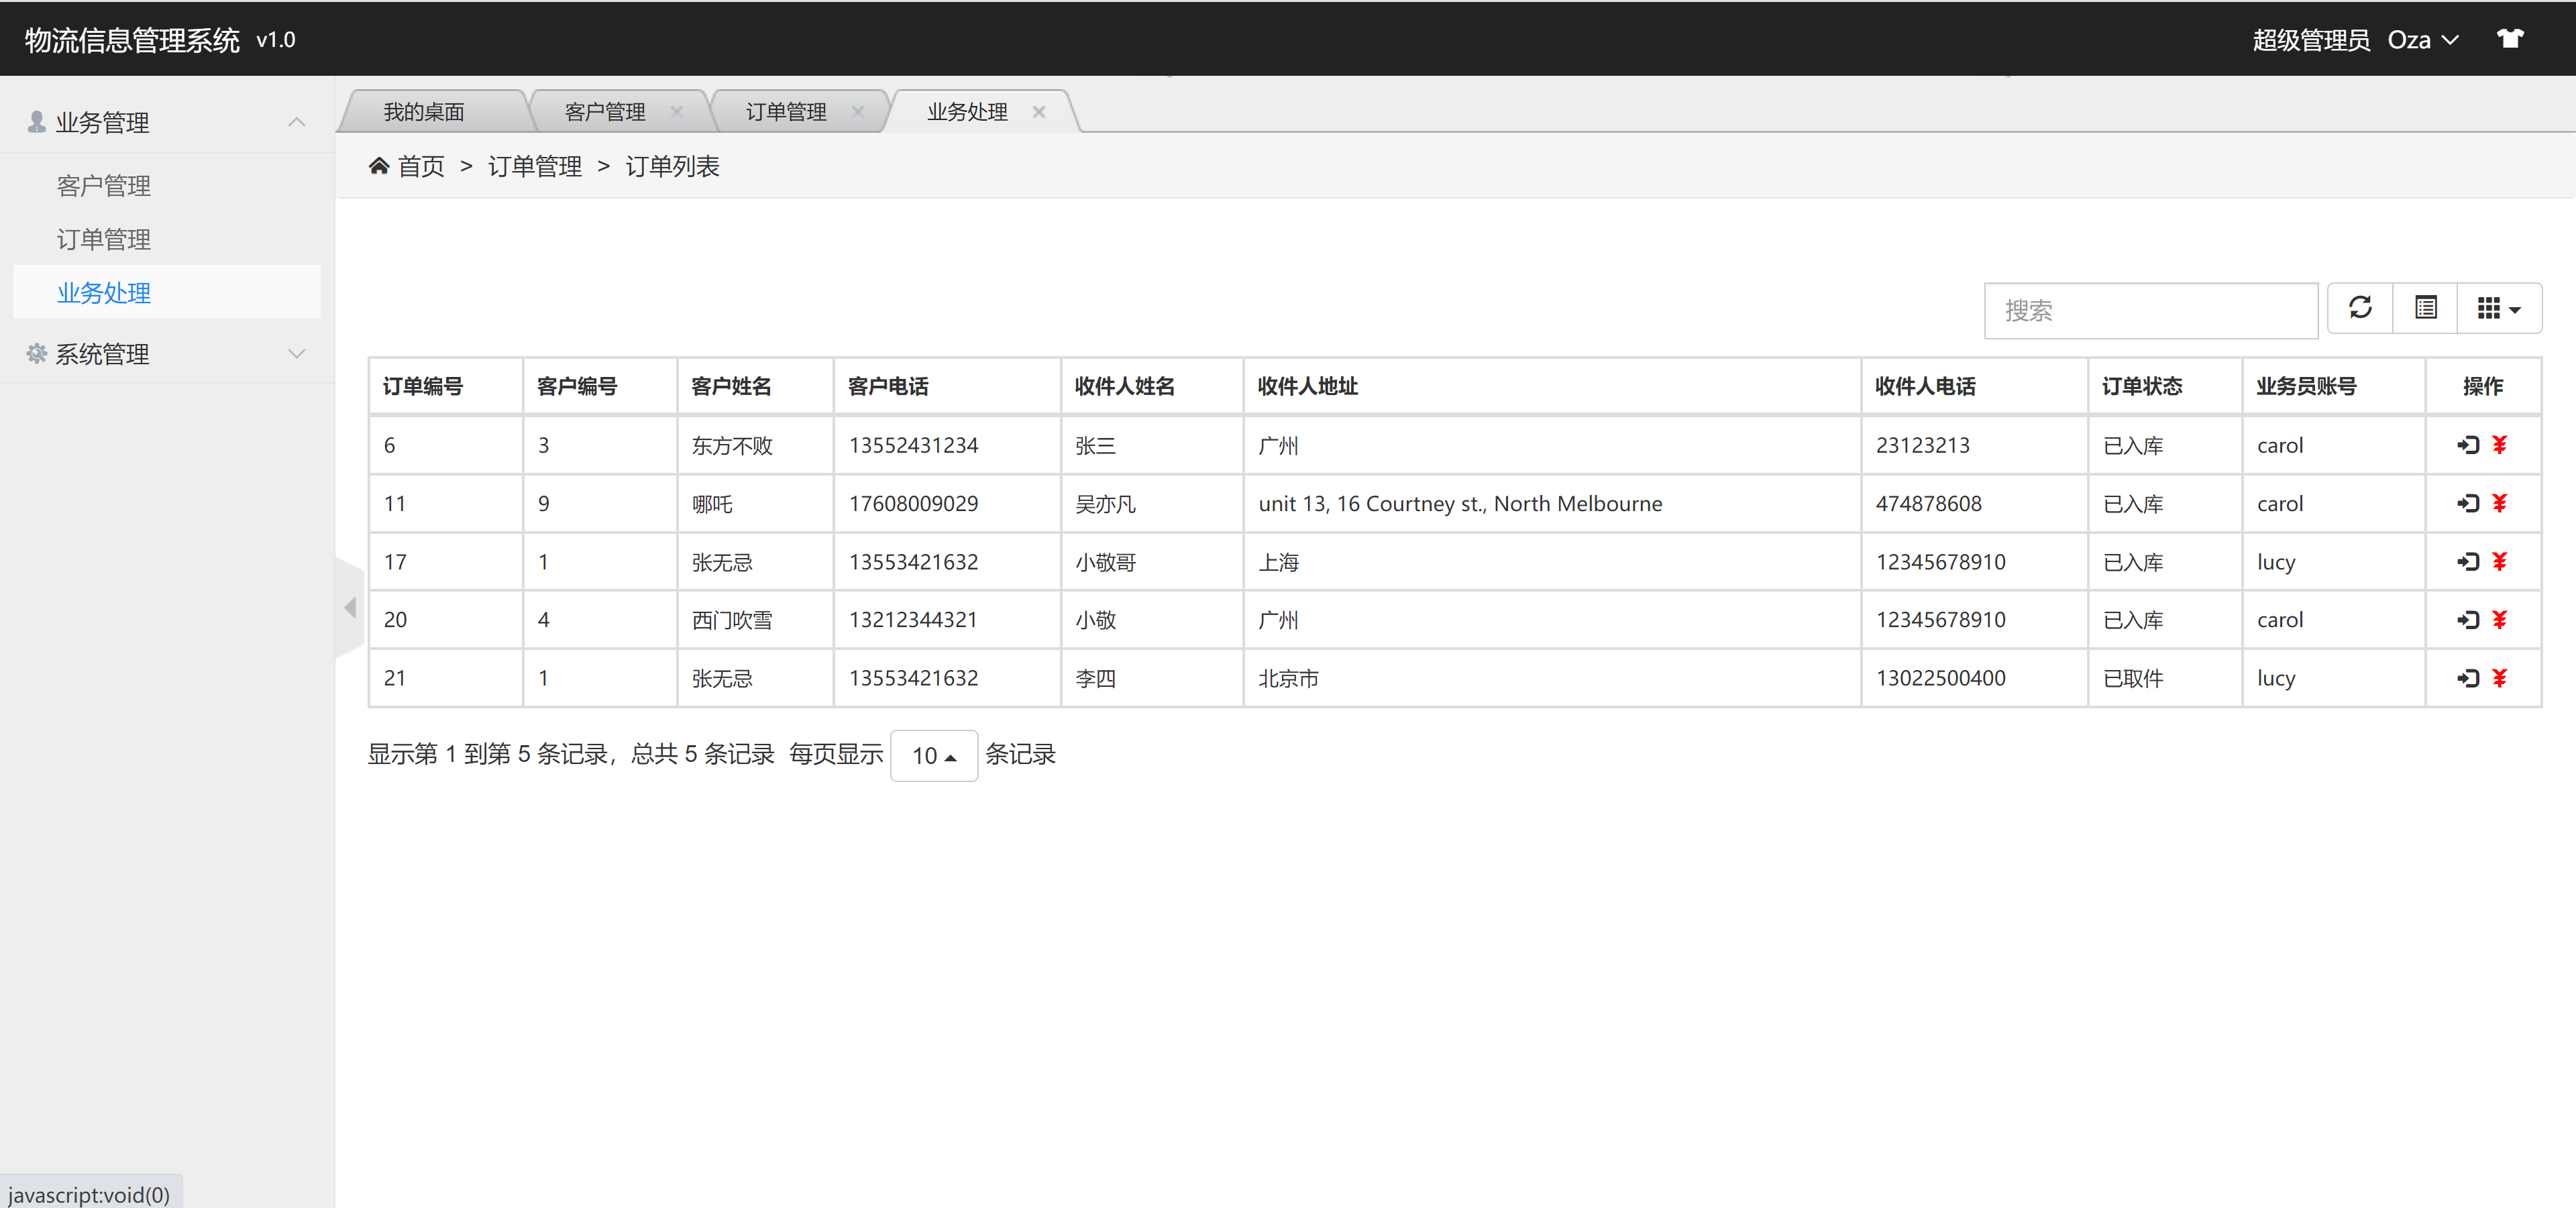 物流信息管理系统 v1.0
超级管理员 Oza
业务管理
客户管理
订单管理
业务处理
系统管理
我的桌面 客户管理 订单管理 业务处理
首页 > 订单管理 > 订单列表
搜索
订单编号 客户编号 客户姓名 客户电话 收件人姓名 收件人地址 收件人电话 订单状态 业务员账号 操作
6 3 东方不败 13552431234 张三 广州 23123213 已入库 carol
11 9 哪吒 17608009029 吴亦凡 unit 13, 16 Courtney st., North Melbourne 474878608 已入库 carol
17 1 张无忌 13553421632 小敬哥 上海 12345678910 已入库 lucy
20 4 西门吹雪 13212344321 小敬 广州 12345678910 已入库 carol
21 1 张无忌 13553421632 李四 北京市 13022500400 已取件 lucy
显示第 1 到第 5 条记录，总共 5 条记录 每页显示 10 条记录
javascript:void(0)